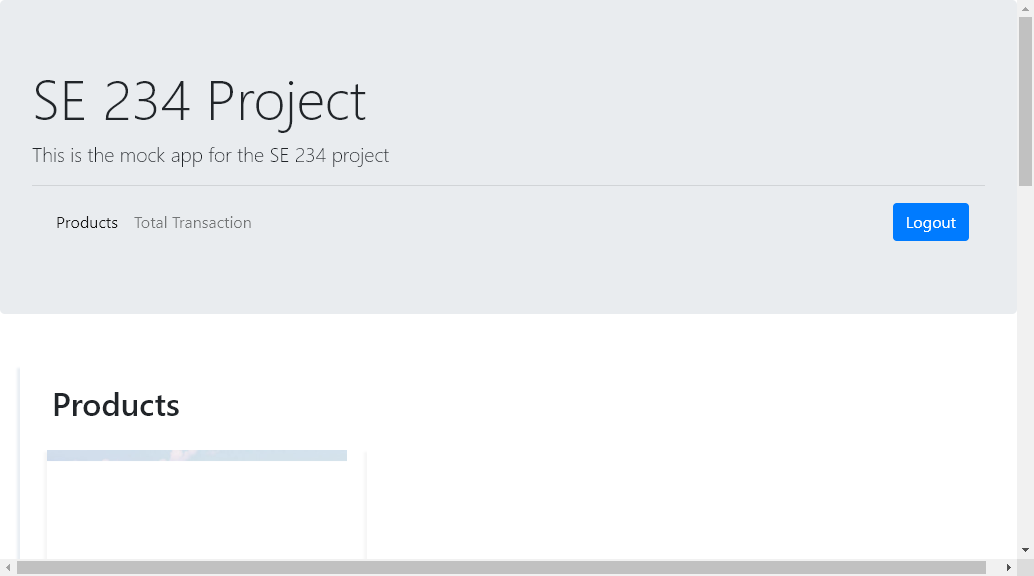 SE 234 Project
This is the mock app for the SE 234 project
Products Total Transaction Logout
Products